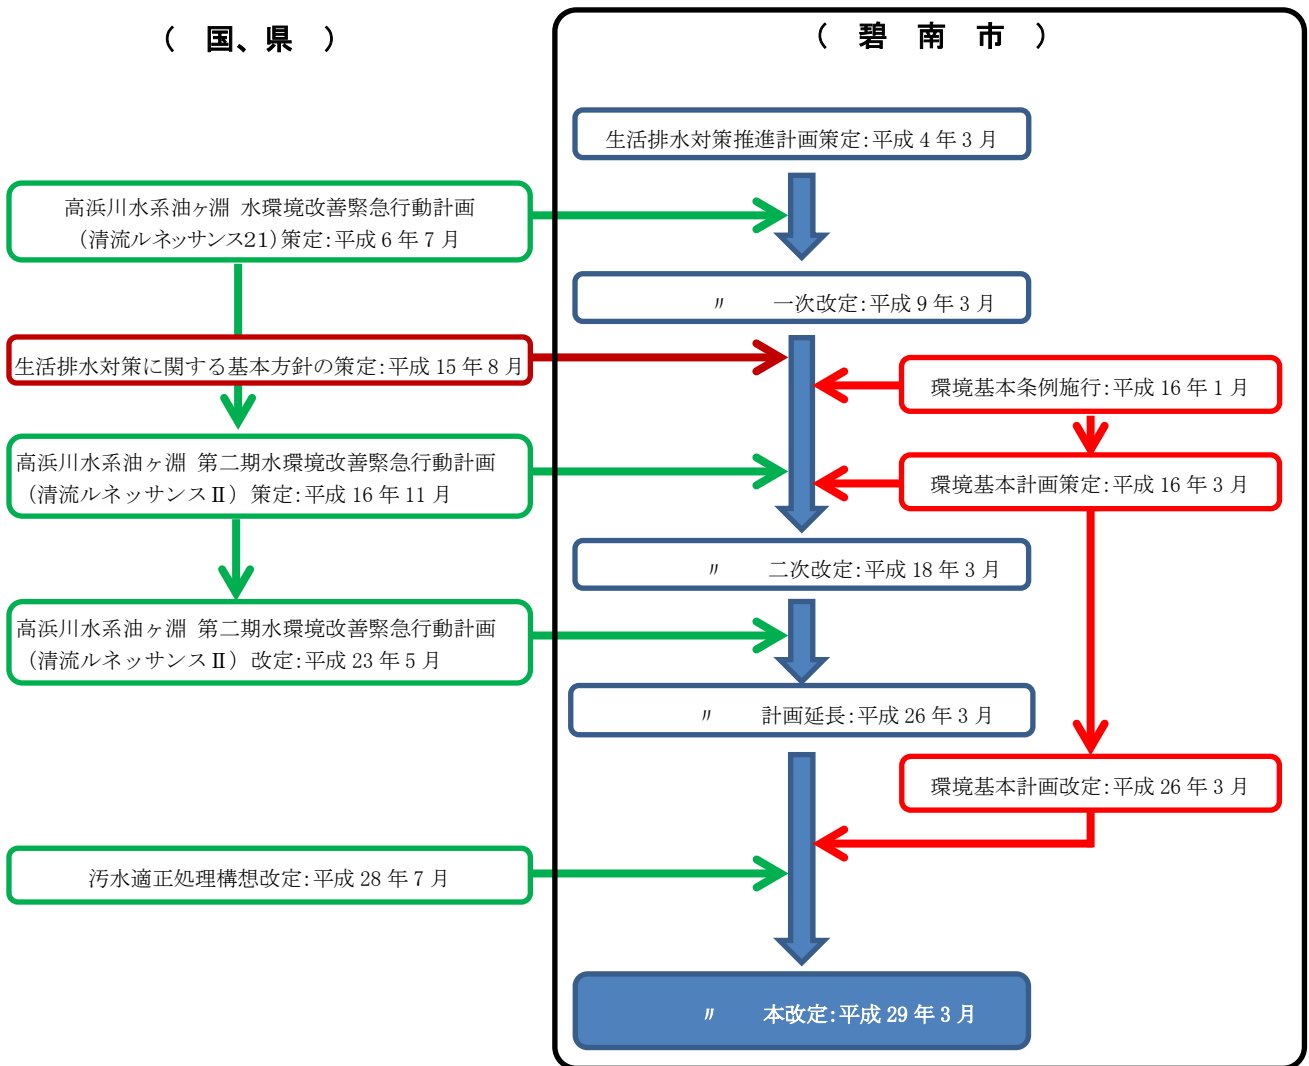 ( 国、県 )
( 碧 南 市 )
生活排水対策推進計画策定:平成 4 年 3 月
高浜川水系油ヶ淵 水環境改善緊急行動計画
(清流ルネッサンス21)策定:平成 6 年 7 月
〃 一次改定:平成 9 年 3 月
生活排水対策に関する基本方針の策定:平成 15 年 8 月
環境基本条例施行:平成 16 年 1 月
高浜川水系油ヶ淵 第二期水環境改善緊急行動計画
(清流ルネッサンスⅡ) 策定:平成 16 年 11 月
環境基本計画策定:平成 16 年 3 月
〃 二次改定:平成 18 年 3 月
高浜川水系油ヶ淵 第二期水環境改善緊急行動計画
(清流ルネッサンスⅡ) 改定:平成 23 年 5 月
〃 計画延長:平成 26 年 3 月
環境基本計画改定:平成 26 年 3 月
汚水適正処理構想改定:平成 28 年 7 月
〃 本改定:平成 29 年 3 月